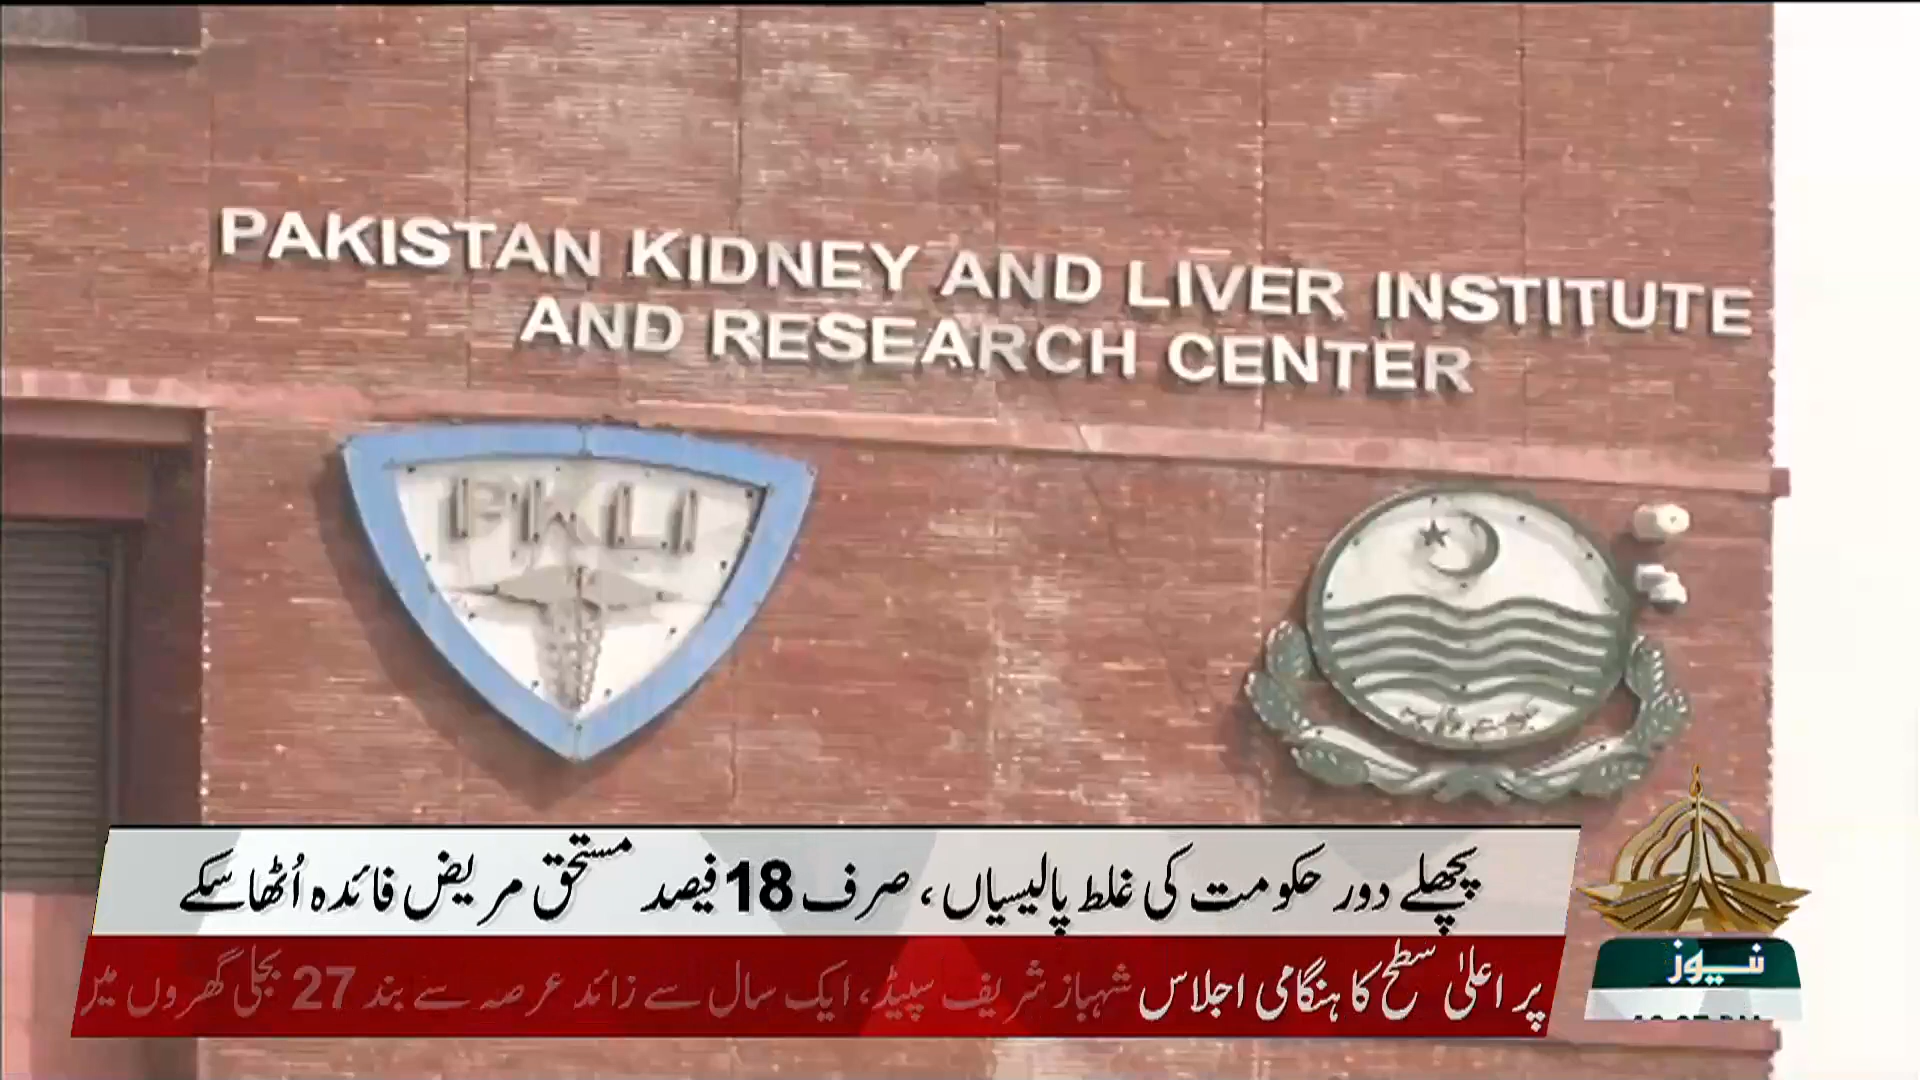 PAKISTAN KIDNEY AND LIVER INSTITUTE
AND RESEARCH CENTER
PKLI
پچھلے دور حکومت کی غلط پالیسیاں، صرف 18 فیصد مستحق مریض فائدہ اُٹھا سکے
پر اعلیٰ سطح کا ہنگامی اجلاس شہباز شریف سپیڈ، ایک سال سے زائد عرصہ سے بند 27 بجلی گھروں میں
نیوز